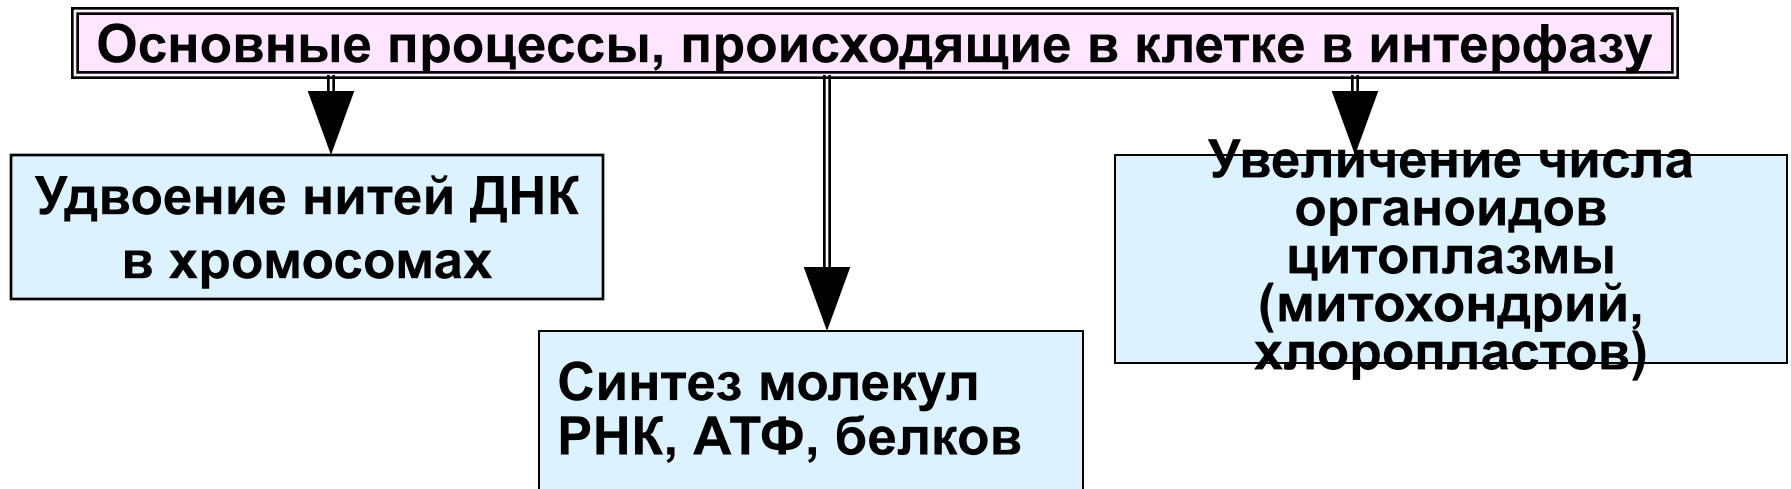 Основные процессы, происходящие в клетке в интерфазу
Удвоение нитей ДНК
в хромосомах
Синтез молекул
РНК, АТФ, белков
Увеличение числа
органоидов
цитоплазмы
(митохондрий,
хлоропластов)